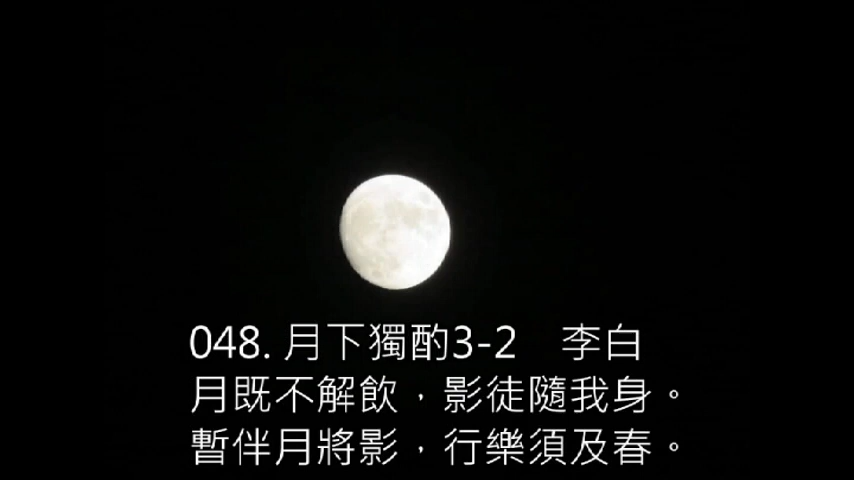 048. 月下獨酌3-2　李白
月既不解飲，影徒隨我身。
暫伴月將影，行樂須及春。